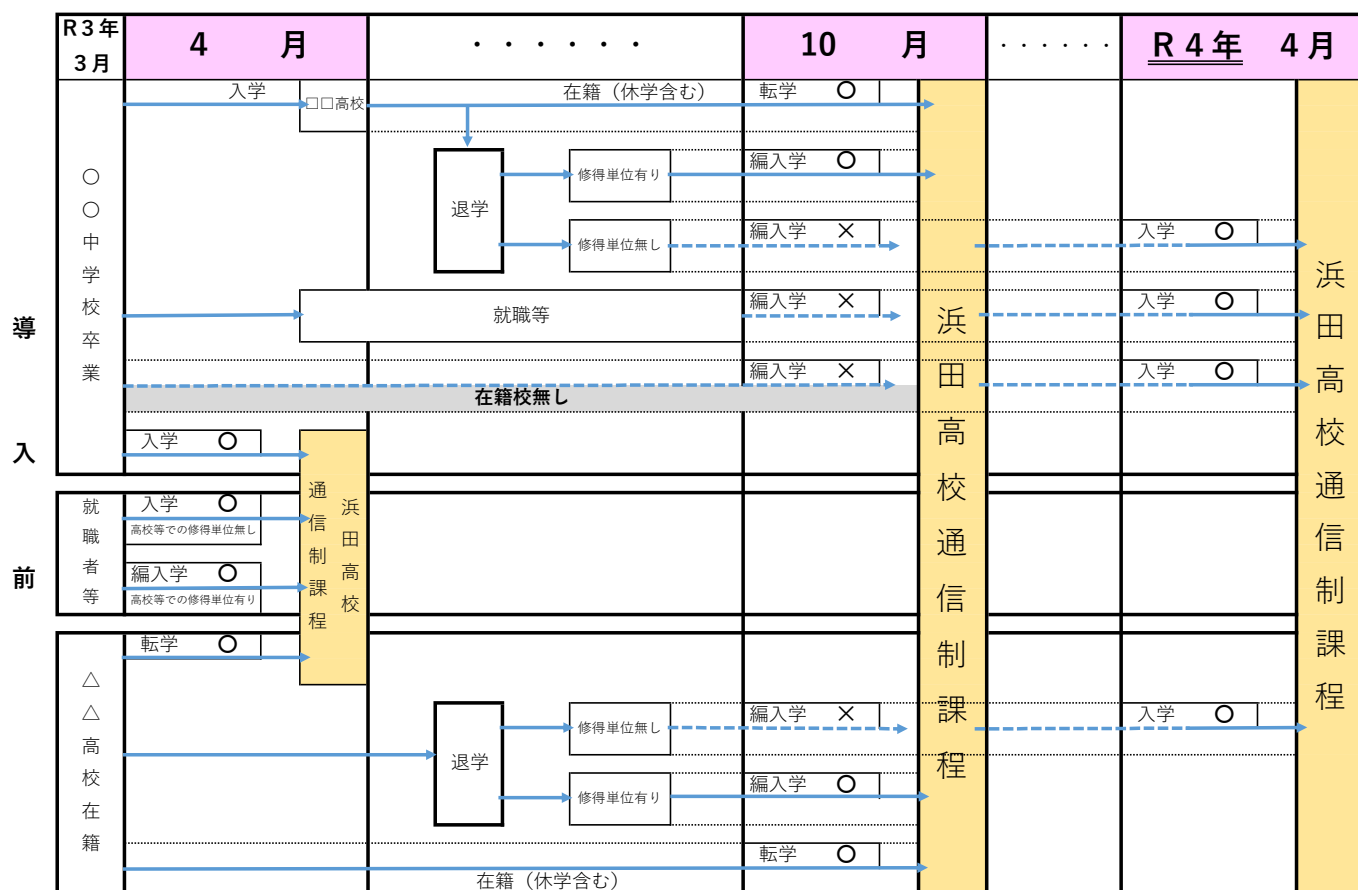 R3年
3月
4 月
・・・・・・
10 月
・・・・・・
R4年 4月
導
入
前
○○中学校卒業
入学
□□高校
在籍（休学含む）
転学 ○
退学
修得単位有り
編入学 ○
修得単位無し
編入学 ×
入学 ○
就職等
編入学 ×
入学 ○
編入学 ×
入学 ○
在籍校無し
入学 ○
浜田高校
通信制課程
浜田高校通信制課程
浜田高校通信制課程
就職者等
入学 ○
高校等での修得単位無し
編入学 ○
高校等での修得単位有り
△△高校在籍
転学 ○
退学
修得単位無し
編入学 ×
入学 ○
修得単位有り
編入学 ○
転学 ○
在籍（休学含む）